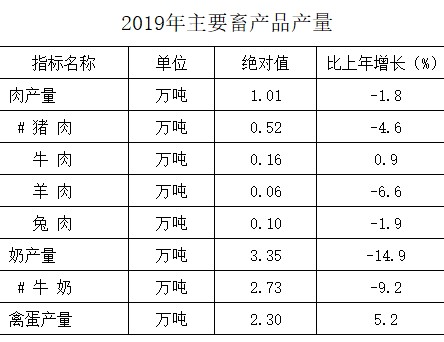 2019年主要畜产品产量
指标名称 单位 绝对值 比上年增长（%）
肉产量 万吨 1.01 -1.8
# 猪 肉 万吨 0.52 -4.6
牛 肉 万吨 0.16 0.9
羊 肉 万吨 0.06 -6.6
兔 肉 万吨 0.10 -1.9
奶产量 万吨 3.35 -14.9
# 牛 奶 万吨 2.73 -9.2
禽蛋产量 万吨 2.30 5.2